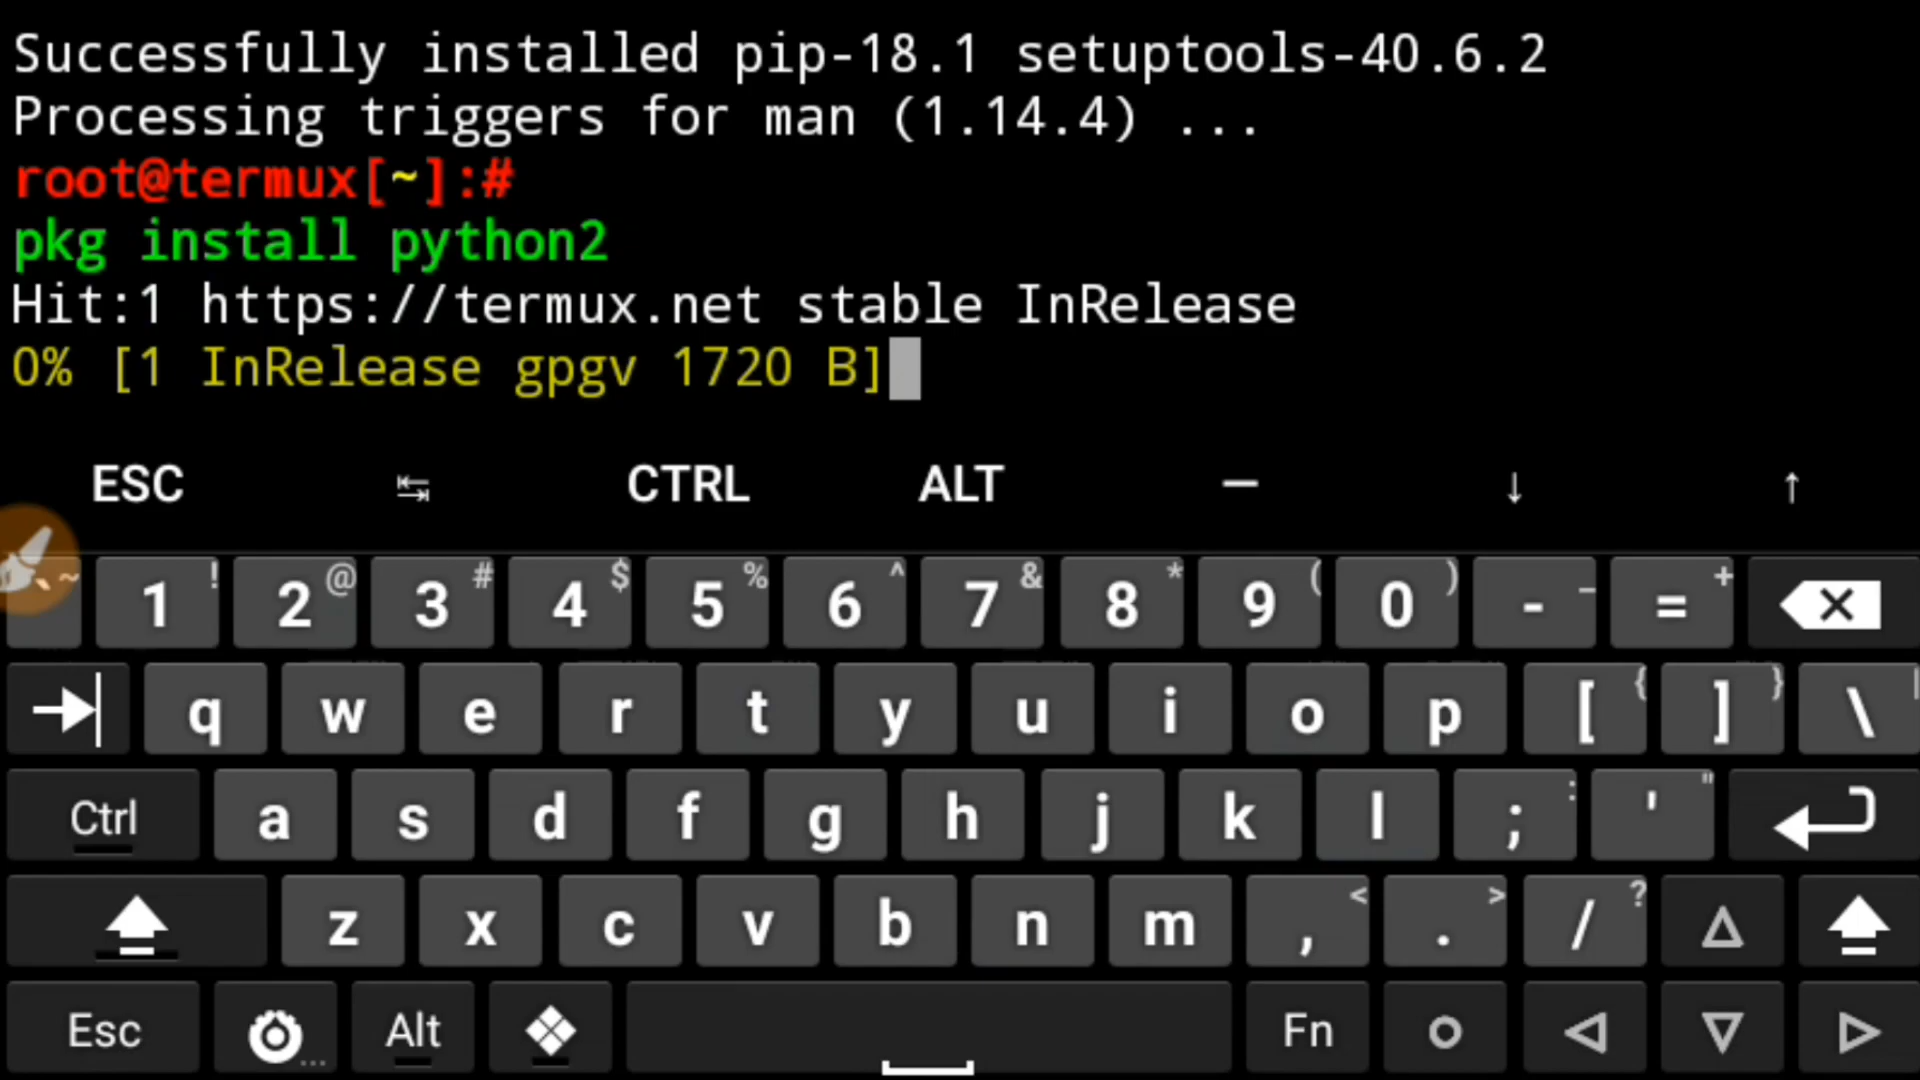 Successfully installed pip-18.1 setuptools-40.6.2
Processing triggers for man (1.14.4) ...
root@termux[~]:#
pkg install python2
Hit:1 https://termux.net stable InRelease
0% [1 InRelease gpgv 1720 B]
ESC ↹ CTRL ALT — ↓ ↑
` ~ 1 ! 2 @ 3 # 4 $ 5 % 6 ^ 7 & 8 * 9 ( 0 ) - _ = +
q w e r t y u i o p [ { ] } \ |
Ctrl a s d f g h j k l ; : ' "
z x c v b n m , < . > / ?
Esc ... Alt Fn